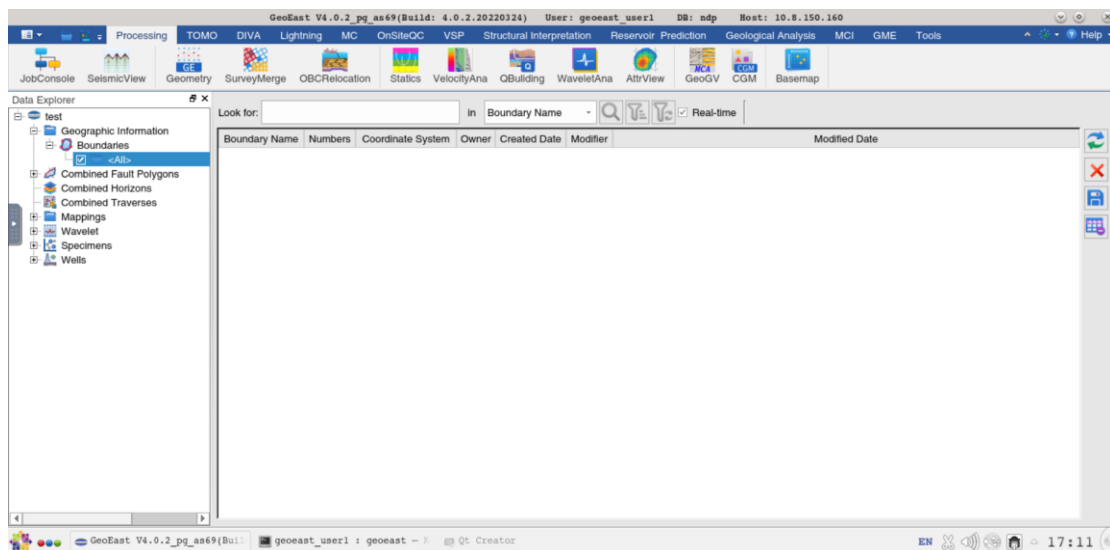 GeoEast V4.0.2_pg_as69(Build: 4.0.2.20220324) User: geoeast_user1 DB: ndp Host: 10.8.150.160
Processing TOMO DIVA Lightning MC OnSiteQC VSP Structural Interpretation Reservoir Prediction Geological Analysis MCI GME Tools Help
GE MCA CGM
JobConsole SeismicView Geometry SurveyMerge OBCRelocation Statics VelocityAna QBuilding WaveletAna AttrView GeoGV CGM Basemap
Data Explorer
Look for: in Boundary Name Real-time
test
Geographic Information
Boundaries
<All>
Combined Fault Polygons
Combined Horizons
Combined Traverses
Mappings
Wavelet
Specimens
Wells
Boundary Name Numbers Coordinate System Owner Created Date Modifier Modified Date
GeoEast V4.0.2_pg_as69(Buil geoeast_user1 : geoeast — Qt Creator EN 17:11